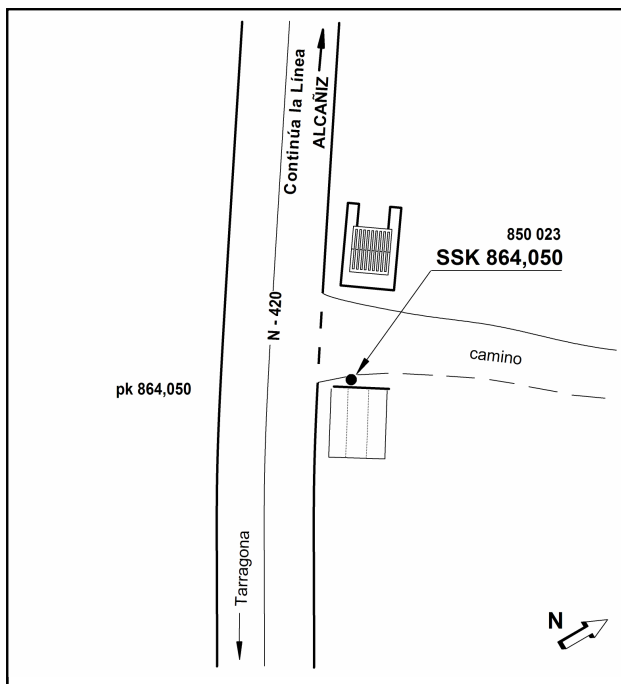 Continúa la Línea
ALCAÑIZ
850 023
SSK 864,050
N - 420
camino
pk 864,050
Tarragona
N